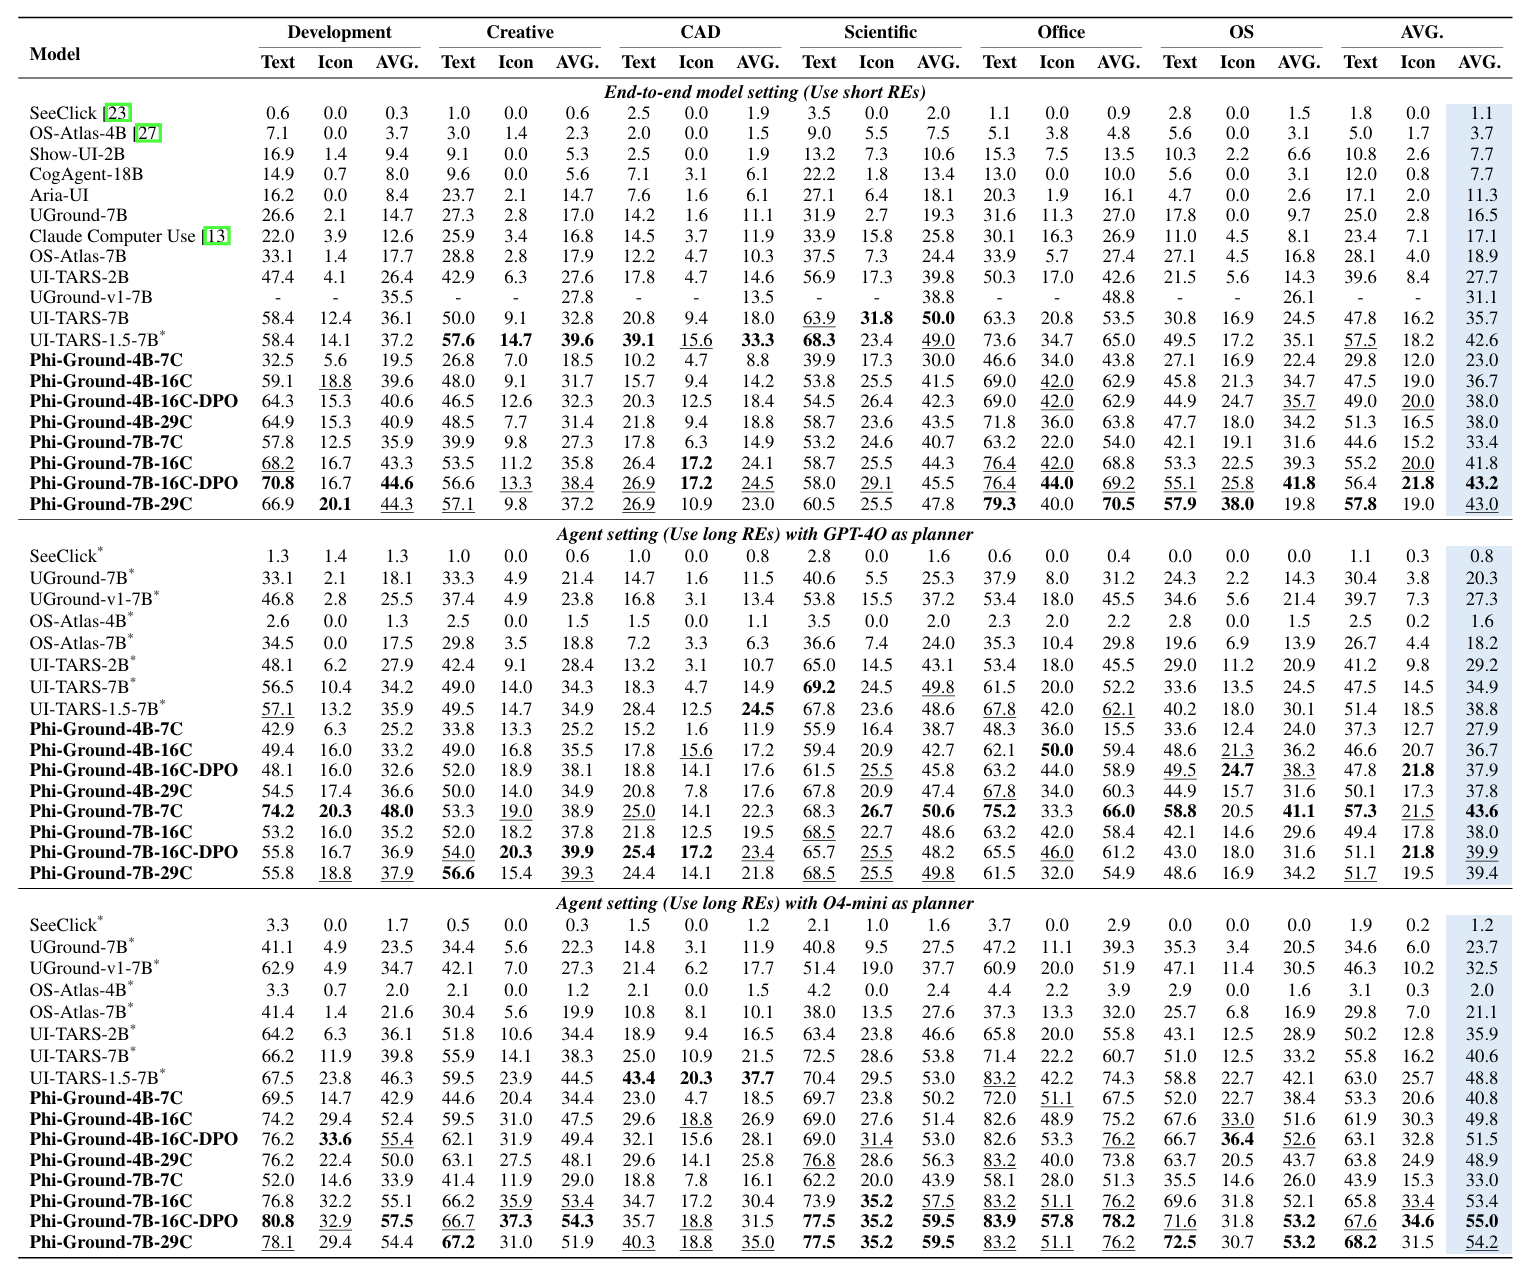 Model Development Creative CAD Scientific Office OS AVG.
Text Icon AVG. Text Icon AVG. Text Icon AVG. Text Icon AVG. Text Icon AVG. Text Icon AVG. Text Icon AVG.
End-to-end model setting (Use short REs)
SeeClick [23] 0.6 0.0 0.3 1.0 0.0 0.6 2.5 0.0 1.9 3.5 0.0 2.0 1.1 0.0 0.9 2.8 0.0 1.5 1.8 0.0 1.1
OS-Atlas-4B [27] 7.1 0.0 3.7 3.0 1.4 2.3 2.0 0.0 1.5 9.0 5.5 7.5 5.1 3.8 4.8 5.6 0.0 3.1 5.0 1.7 3.7
Show-UI-2B 16.9 1.4 9.4 9.1 0.0 5.3 2.5 0.0 1.9 13.2 7.3 10.6 15.3 7.5 13.5 10.3 2.2 6.6 10.8 2.6 7.7
CogAgent-18B 14.9 0.7 8.0 9.6 0.0 5.6 7.1 3.1 6.1 22.2 1.8 13.4 13.0 0.0 10.0 5.6 0.0 3.1 12.0 0.8 7.7
Aria-UI 16.2 0.0 8.4 23.7 2.1 14.7 7.6 1.6 6.1 27.1 6.4 18.1 20.3 1.9 16.1 4.7 0.0 2.6 17.1 2.0 11.3
UGround-7B 26.6 2.1 14.7 27.3 2.8 17.0 14.2 1.6 11.1 31.9 2.7 19.3 31.6 11.3 27.0 17.8 0.0 9.7 25.0 2.8 16.5
Claude Computer Use [13] 22.0 3.9 12.6 25.9 3.4 16.8 14.5 3.7 11.9 33.9 15.8 25.8 30.1 16.3 26.9 11.0 4.5 8.1 23.4 7.1 17.1
OS-Atlas-7B 33.1 1.4 17.7 28.8 2.8 17.9 12.2 4.7 10.3 37.5 7.3 24.4 33.9 5.7 27.4 27.1 4.5 16.8 28.1 4.0 18.9
UI-TARS-2B 47.4 4.1 26.4 42.9 6.3 27.6 17.8 4.7 14.6 56.9 17.3 39.8 50.3 17.0 42.6 21.5 5.6 14.3 39.6 8.4 27.7
UGround-v1-7B - - 35.5 - - 27.8 - - 13.5 - - 38.8 - - 48.8 - - 26.1 - - 31.1
UI-TARS-7B 58.4 12.4 36.1 50.0 9.1 32.8 20.8 9.4 18.0 63.9 31.8 50.0 63.3 20.8 53.5 30.8 16.9 24.5 47.8 16.2 35.7
UI-TARS-1.5-7B* 58.4 14.1 37.2 57.6 14.7 39.6 39.1 15.6 33.3 68.3 23.4 49.0 73.6 34.7 65.0 49.5 17.2 35.1 57.5 18.2 42.6
Phi-Ground-4B-7C 32.5 5.6 19.5 26.8 7.0 18.5 10.2 4.7 8.8 39.9 17.3 30.0 46.6 34.0 43.8 27.1 16.9 22.4 29.8 12.0 23.0
Phi-Ground-4B-16C 59.1 18.8 39.6 48.0 9.1 31.7 15.7 9.4 14.2 53.8 25.5 41.5 69.0 42.0 62.9 45.8 21.3 34.7 47.5 19.0 36.7
Phi-Ground-4B-16C-DPO 64.3 15.3 40.6 46.5 12.6 32.3 20.3 12.5 18.4 54.5 26.4 42.3 69.0 42.0 62.9 44.9 24.7 35.7 49.0 20.0 38.0
Phi-Ground-4B-29C 64.9 15.3 40.9 48.5 7.7 31.4 21.8 9.4 18.8 58.7 23.6 43.5 71.8 36.0 63.8 47.7 18.0 34.2 51.3 16.5 38.0
Phi-Ground-7B-7C 57.8 12.5 35.9 39.9 9.8 27.3 17.8 6.3 14.9 53.2 24.6 40.7 63.2 22.0 54.0 42.1 19.1 31.6 44.6 15.2 33.4
Phi-Ground-7B-16C 68.2 16.7 43.3 53.5 11.2 35.8 26.4 17.2 24.1 58.7 25.5 44.3 76.4 42.0 68.8 53.3 22.5 39.3 55.2 20.0 41.8
Phi-Ground-7B-16C-DPO 70.8 16.7 44.6 56.6 13.3 38.4 26.9 17.2 24.5 58.0 29.1 45.5 76.4 44.0 69.2 55.1 25.8 41.8 56.4 21.8 43.2
Phi-Ground-7B-29C 66.9 20.1 44.3 57.1 9.8 37.2 26.9 10.9 23.0 60.5 25.5 47.8 79.3 40.0 70.5 57.9 38.0 19.8 57.8 19.0 43.0
Agent setting (Use long REs) with GPT-4O as planner
SeeClick* 1.3 1.4 1.3 1.0 0.0 0.6 1.0 0.0 0.8 2.8 0.0 1.6 0.6 0.0 0.4 0.0 0.0 0.0 1.1 0.3 0.8
UGround-7B* 33.1 2.1 18.1 33.3 4.9 21.4 14.7 1.6 11.5 40.6 5.5 25.3 37.9 8.0 31.2 24.3 2.2 14.3 30.4 3.8 20.3
UGround-v1-7B* 46.8 2.8 25.5 37.4 4.9 23.8 16.8 3.1 13.4 53.8 15.5 37.2 53.4 18.0 45.5 34.6 5.6 21.4 39.7 7.3 27.3
OS-Atlas-4B* 2.6 0.0 1.3 2.5 0.0 1.5 1.5 0.0 1.1 3.5 0.0 2.0 2.3 2.0 2.2 2.8 0.0 1.5 2.5 0.2 1.6
OS-Atlas-7B* 34.5 0.0 17.5 29.8 3.5 18.8 7.2 3.3 6.3 36.6 7.4 24.0 35.3 10.4 29.8 19.6 6.9 13.9 26.7 4.4 18.2
UI-TARS-2B* 48.1 6.2 27.9 42.4 9.1 28.4 13.2 3.1 10.7 65.0 14.5 43.1 53.4 18.0 45.5 29.0 11.2 20.9 41.2 9.8 29.2
UI-TARS-7B* 56.5 10.4 34.2 49.0 14.0 34.3 18.3 4.7 14.9 69.2 24.5 49.8 61.5 20.0 52.2 33.6 13.5 24.5 47.5 14.5 34.9
UI-TARS-1.5-7B* 57.1 13.2 35.9 49.5 14.7 34.9 28.4 12.5 24.5 67.8 23.6 48.6 67.8 42.0 62.1 40.2 18.0 30.1 51.4 18.5 38.8
Phi-Ground-4B-7C 42.9 6.3 25.2 33.8 13.3 25.2 15.2 1.6 11.9 55.9 16.4 38.7 48.3 36.0 15.5 33.6 12.4 24.0 37.3 12.7 27.9
Phi-Ground-4B-16C 49.4 16.0 33.2 49.0 16.8 35.5 17.8 15.6 17.2 59.4 20.9 42.7 62.1 50.0 59.4 48.6 21.3 36.2 46.6 20.7 36.7
Phi-Ground-4B-16C-DPO 48.1 16.0 32.6 52.0 18.9 38.1 18.8 14.1 17.6 61.5 25.5 45.8 63.2 44.0 58.9 49.5 24.7 38.3 47.8 21.8 37.9
Phi-Ground-4B-29C 54.5 17.4 36.6 50.0 14.0 34.9 20.8 7.8 17.6 67.8 20.9 47.4 67.8 34.0 60.3 44.9 15.7 31.6 50.1 17.3 37.8
Phi-Ground-7B-7C 74.2 20.3 48.0 53.3 19.0 38.9 25.0 14.1 22.3 68.3 26.7 50.6 75.2 33.3 66.0 58.8 20.5 41.1 57.3 21.5 43.6
Phi-Ground-7B-16C 53.2 16.0 35.2 52.0 18.2 37.8 21.8 12.5 19.5 68.5 22.7 48.6 63.2 42.0 58.4 42.1 14.6 29.6 49.4 17.8 38.0
Phi-Ground-7B-16C-DPO 55.8 16.7 36.9 54.0 20.3 39.9 25.4 17.2 23.4 65.7 25.5 48.2 65.5 46.0 61.2 43.0 18.0 31.6 51.1 21.8 39.9
Phi-Ground-7B-29C 55.8 18.8 37.9 56.6 15.4 39.3 24.4 14.1 21.8 68.5 25.5 49.8 61.5 32.0 54.9 48.6 16.9 34.2 51.7 19.5 39.4
Agent setting (Use long REs) with O4-mini as planner
SeeClick* 3.3 0.0 1.7 0.5 0.0 0.3 1.5 0.0 1.2 2.1 1.0 1.6 3.7 0.0 2.9 0.0 0.0 0.0 1.9 0.2 1.2
UGround-7B* 41.1 4.9 23.5 34.4 5.6 22.3 14.8 3.1 11.9 40.8 9.5 27.5 47.2 11.1 39.3 35.3 3.4 20.5 34.6 6.0 23.7
UGround-v1-7B* 62.9 4.9 34.7 42.1 7.0 27.3 21.4 6.2 17.7 51.4 19.0 37.7 60.9 20.0 51.9 47.1 11.4 30.5 46.3 10.2 32.5
OS-Atlas-4B* 3.3 0.7 2.0 2.1 0.0 1.2 2.1 0.0 1.5 4.2 0.0 2.4 4.4 2.2 3.9 2.9 0.0 1.6 3.1 0.3 2.0
OS-Atlas-7B* 41.4 1.4 21.6 30.4 5.6 19.9 10.8 8.1 10.1 38.0 13.5 27.6 37.3 13.3 32.0 25.7 6.8 16.9 29.8 7.0 21.1
UI-TARS-2B* 64.2 6.3 36.1 51.8 10.6 34.4 18.9 9.4 16.5 63.4 23.8 46.6 65.8 20.0 55.8 43.1 12.5 28.9 50.2 12.8 35.9
UI-TARS-7B* 66.2 11.9 39.8 55.9 14.1 38.3 25.0 10.9 21.5 72.5 28.6 53.8 71.4 22.2 60.7 51.0 12.5 33.2 55.8 16.2 40.6
UI-TARS-1.5-7B* 67.5 23.8 46.3 59.5 23.9 44.5 43.4 20.3 37.7 70.4 29.5 53.0 83.2 42.2 74.3 58.8 22.7 42.1 63.0 25.7 48.8
Phi-Ground-4B-7C 69.5 14.7 42.9 44.6 20.4 34.4 23.0 4.7 18.5 69.7 23.8 50.2 72.0 51.1 67.5 52.0 22.7 38.4 53.3 20.6 40.8
Phi-Ground-4B-16C 74.2 29.4 52.4 59.5 31.0 47.5 29.6 18.8 26.9 69.0 27.6 51.4 82.6 48.9 75.2 67.6 33.0 51.6 61.9 30.3 49.8
Phi-Ground-4B-16C-DPO 76.2 33.6 55.4 62.1 31.9 49.4 32.1 15.6 28.1 69.0 31.4 53.0 82.6 53.3 76.2 66.7 36.4 52.6 63.1 32.8 51.5
Phi-Ground-4B-29C 76.2 22.4 50.0 63.1 27.5 48.1 29.6 14.1 25.8 76.8 28.6 56.3 83.2 40.0 73.8 63.7 20.5 43.7 63.8 24.9 48.9
Phi-Ground-7B-7C 52.0 14.6 33.9 41.4 11.9 29.0 18.8 7.8 16.1 62.2 20.0 43.9 58.1 28.0 51.3 35.5 14.6 26.0 43.9 15.3 33.0
Phi-Ground-7B-16C 76.8 32.2 55.1 66.2 35.9 53.4 34.7 17.2 30.4 73.9 35.2 57.5 83.2 51.1 76.2 69.6 31.8 52.1 65.8 33.4 53.4
Phi-Ground-7B-16C-DPO 80.8 32.9 57.5 66.7 37.3 54.3 35.7 18.8 31.5 77.5 35.2 59.5 83.9 57.8 78.2 71.6 31.8 53.2 67.6 34.6 55.0
Phi-Ground-7B-29C 78.1 29.4 54.4 67.2 31.0 51.9 40.3 18.8 35.0 77.5 35.2 59.5 83.2 51.1 76.2 72.5 30.7 53.2 68.2 31.5 54.2